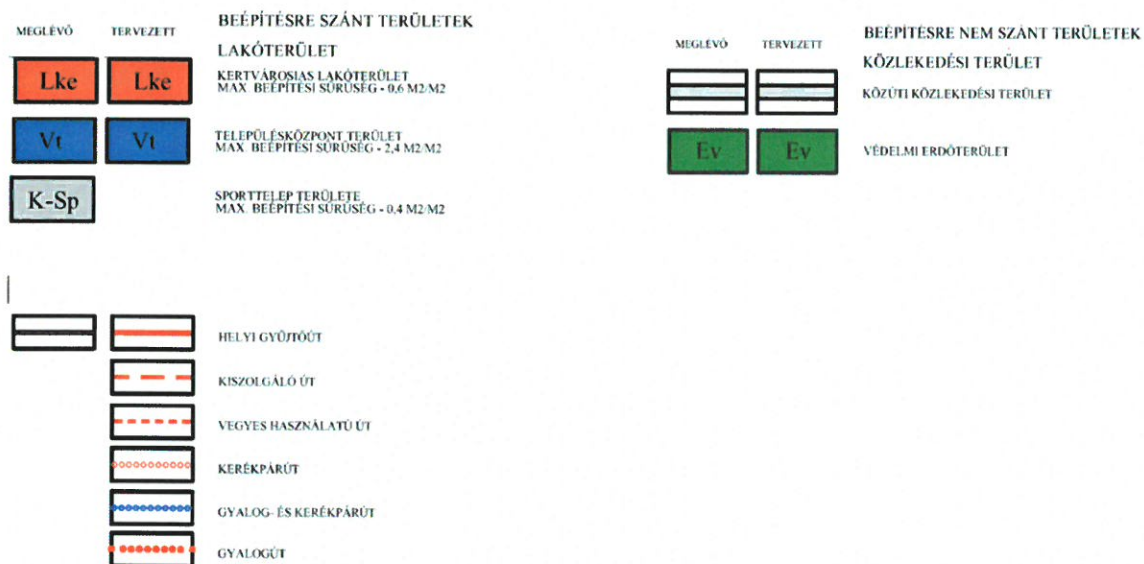 MEGLÉVŐ TERVEZETT
BEÉPÍTÉSRE SZÁNT TERÜLETEK
LAKÓTERÜLET
Lke Lke
KERTVÁROSIAS LAKÓTERÜLET
MAX. BEÉPÍTÉSI SŰRŰSÉG - 0,6 M2/M2
Vt Vt
TELEPÜLÉSKÖZPONT TERÜLET
MAX. BEÉPÍTÉSI SŰRŰSÉG - 2,4 M2/M2
K-Sp
SPORTTELEP TERÜLETE
MAX. BEÉPÍTÉSI SŰRŰSÉG - 0,4 M2/M2
HELYI GYŰJTŐÚT
KISZOLGÁLÓ ÚT
VEGYES HASZNÁLATÚ ÚT
KERÉKPÁRÚT
GYALOG- ÉS KERÉKPÁRÚT
GYALOGÚT
MEGLÉVŐ TERVEZETT
BEÉPÍTÉSRE NEM SZÁNT TERÜLETEK
KÖZLEKEDÉSI TERÜLET
KÖZÚTI KÖZLEKEDÉSI TERÜLET
Ev Ev
VÉDELMI ERDŐTERÜLET